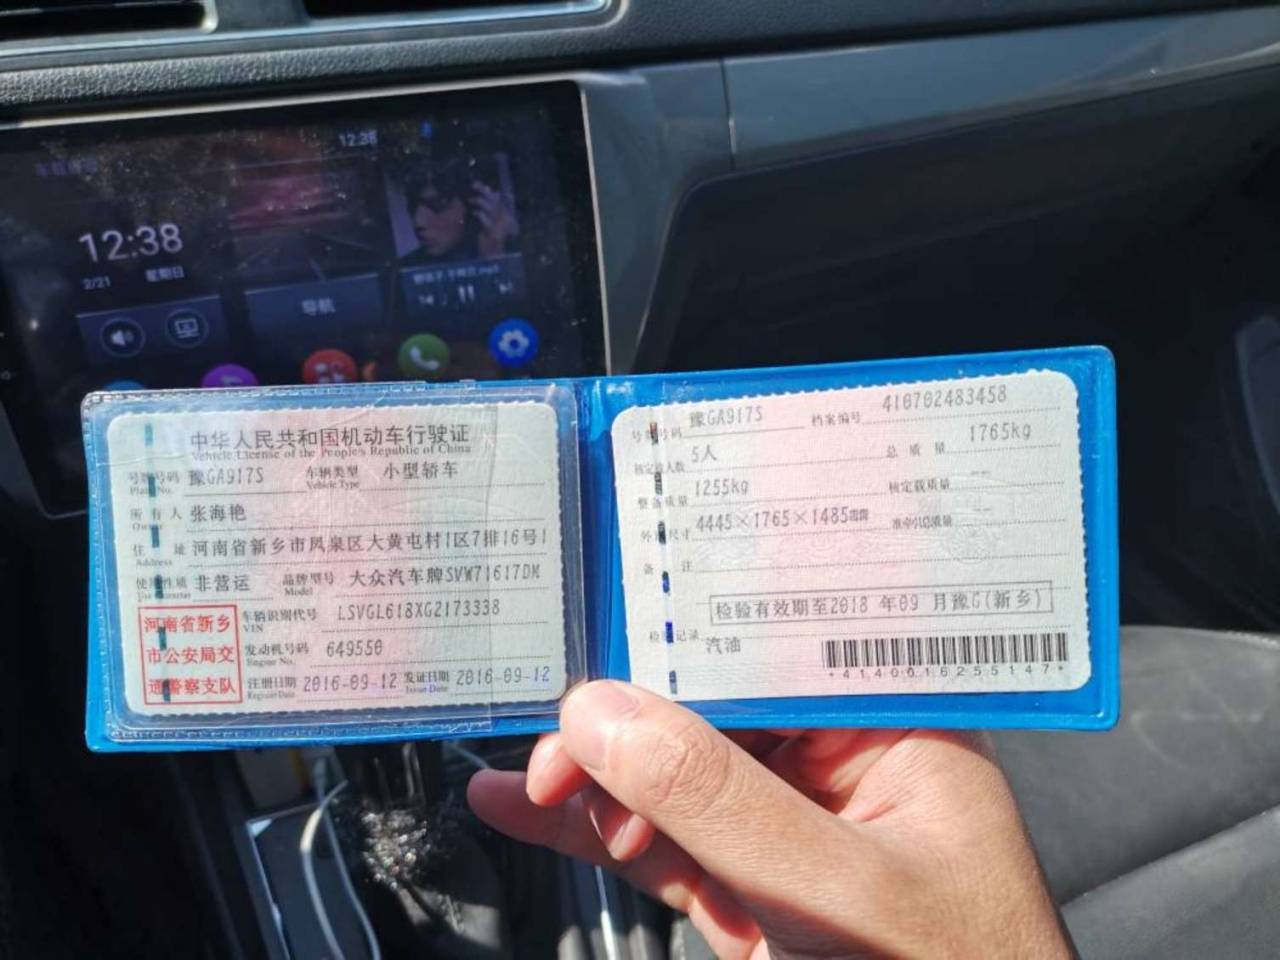 12:38
12:38
2/21 星期日
导航
中华人民共和国机动车行驶证
Vehicle License of the People's Republic of China
号牌号码 豫GA917S 车辆类型 小型轿车
Plate No. Vehicle Type
所有人 张海艳
Owner
住址 河南省新乡市凤泉区大黄屯村1区7排16号1
Address
使用性质 非营运 品牌型号 大众汽车牌SVW71617DM
Use Character Model
河南省新乡
市公安局交
通警察支队
车辆识别代号 LSVGL618XG2173338
VIN
发动机号码 649550
Engine No.
注册日期 2016-09-12 发证日期 2016-09-12
Register Date Issue Date
号牌号码 豫GA917S 档案编号 410702483458
核定载人数 5人 总质量 1765kg
整备质量 1255kg 核定载质量 --
外廓尺寸 4445×1765×1485mm 准牵引总质量 --
备注
检验有效期至2018年09月豫G(新乡)
检验记录
汽油
*4140016255147*